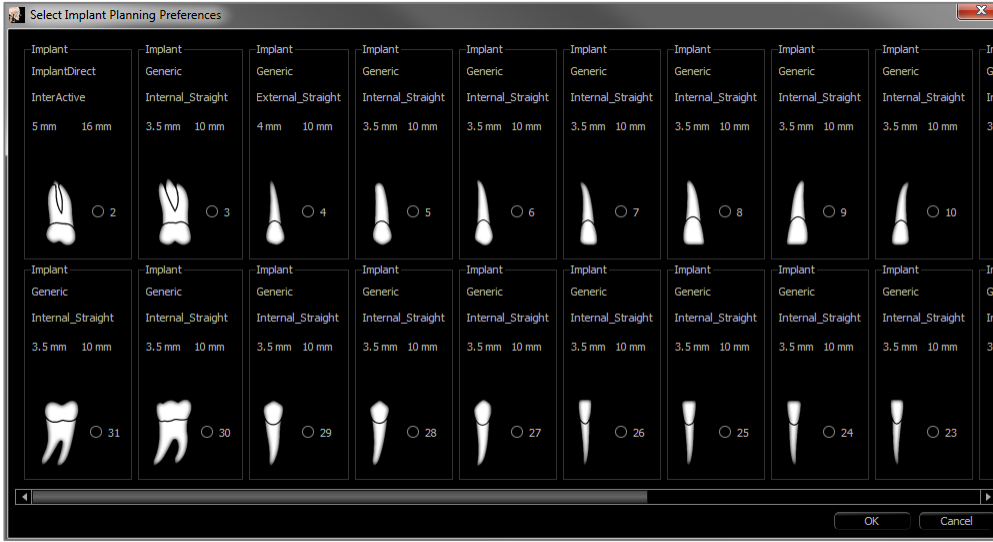 Select Implant Planning Preferences
Implant Implant Implant Implant Implant Implant Implant Implant Implant
ImplantDirect Generic Generic Generic Generic Generic Generic Generic Generic
InterActive Internal_Straight External_Straight Internal_Straight Internal_Straight Internal_Straight Internal_Straight Internal_Straight Internal_Straight
5 mm 16 mm 3.5 mm 10 mm 4 mm 10 mm 3.5 mm 10 mm 3.5 mm 10 mm 3.5 mm 10 mm 3.5 mm 10 mm 3.5 mm 10 mm 3.5 mm 10 mm
2 3 4 5 6 7 8 9 10
Implant Implant Implant Implant Implant Implant Implant Implant Implant
Generic Generic Generic Generic Generic Generic Generic Generic Generic
Internal_Straight Internal_Straight Internal_Straight Internal_Straight Internal_Straight Internal_Straight Internal_Straight Internal_Straight Internal_Straight
3.5 mm 10 mm 3.5 mm 10 mm 3.5 mm 10 mm 3.5 mm 10 mm 3.5 mm 10 mm 3.5 mm 10 mm 3.5 mm 10 mm 3.5 mm 10 mm 3.5 mm 10 mm
31 30 29 28 27 26 25 24 23
OK Cancel